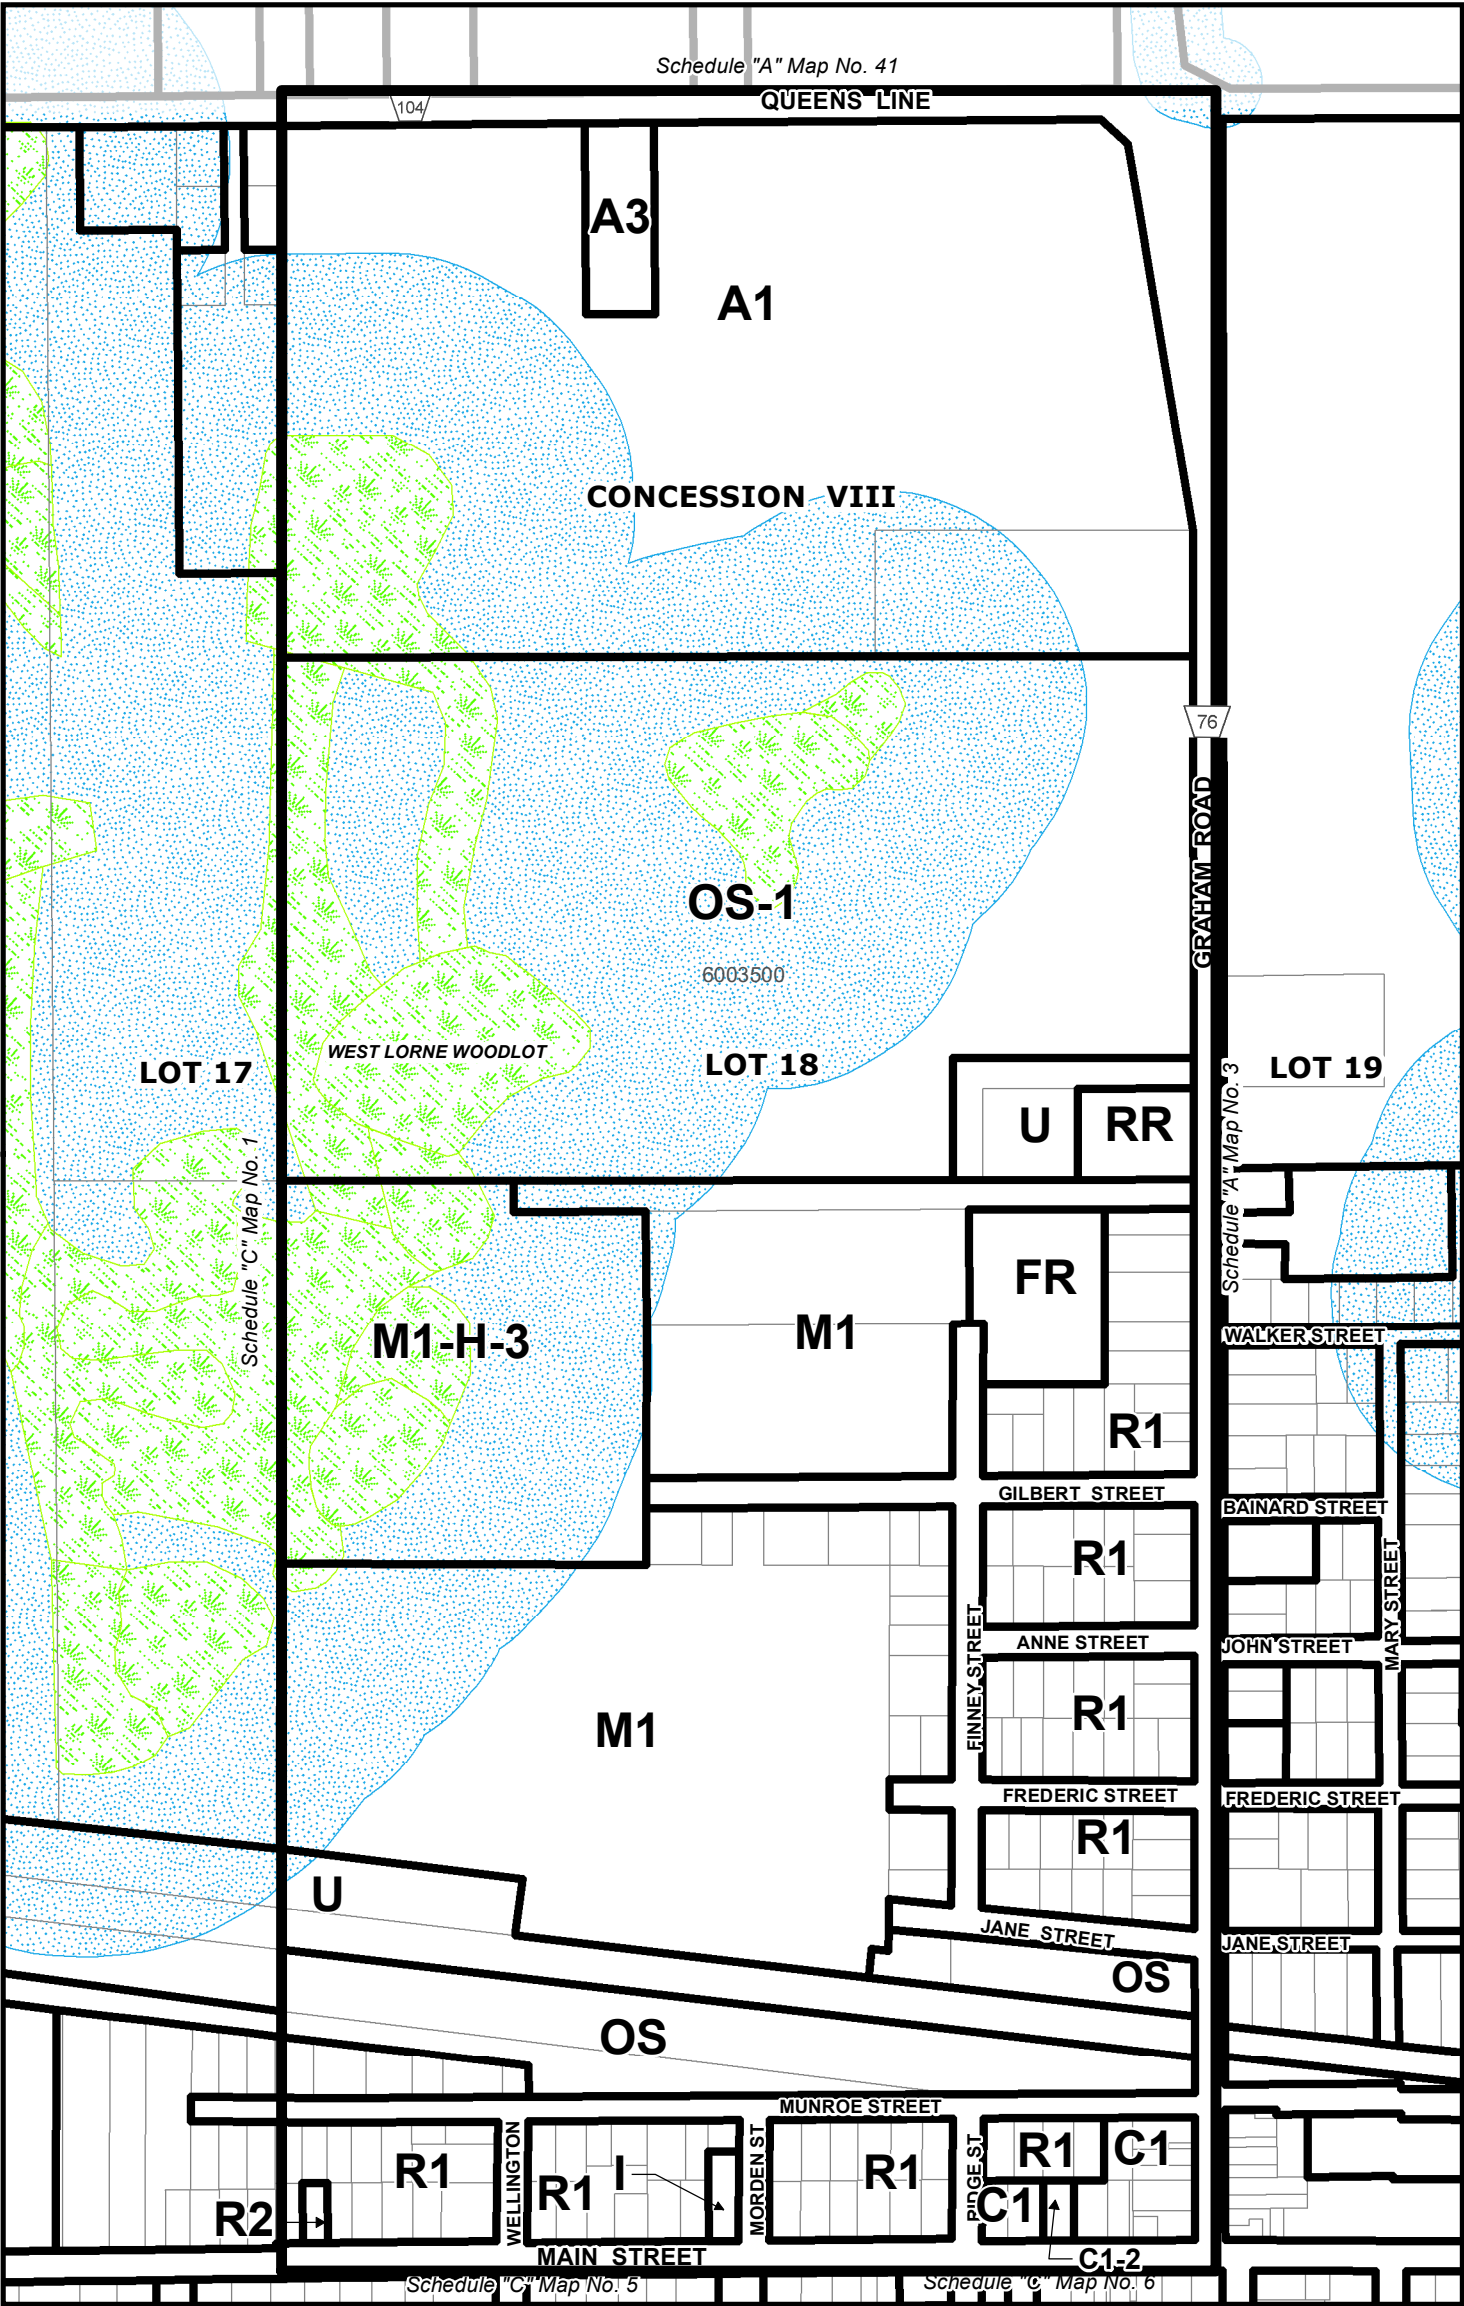 Schedule "A" Map No. 41
QUEENS LINE
104
A3
A1
CONCESSION VIII
76
GRAHAM ROAD
OS-1
6003500
WEST LORNE WOODLOT
LOT 17
LOT 18
LOT 19
Schedule "C" Map No. 1
Schedule "A" Map No. 3
U
RR
FR
M1-H-3
M1
WALKER STREET
R1
GILBERT STREET
BAINARD STREET
R1
MARY STREET
FINNEY STREET
ANNE STREET
JOHN STREET
R1
M1
FREDERIC STREET
FREDERIC STREET
R1
U
JANE STREET
JANE STREET
OS
OS
MUNROE STREET
WELLINGTON
MORDEN ST
RIDGE ST
R1
R1
I
R1
R1
C1
R2
C1
C1-2
MAIN STREET
Schedule "C" Map No. 5
Schedule "C" Map No. 6